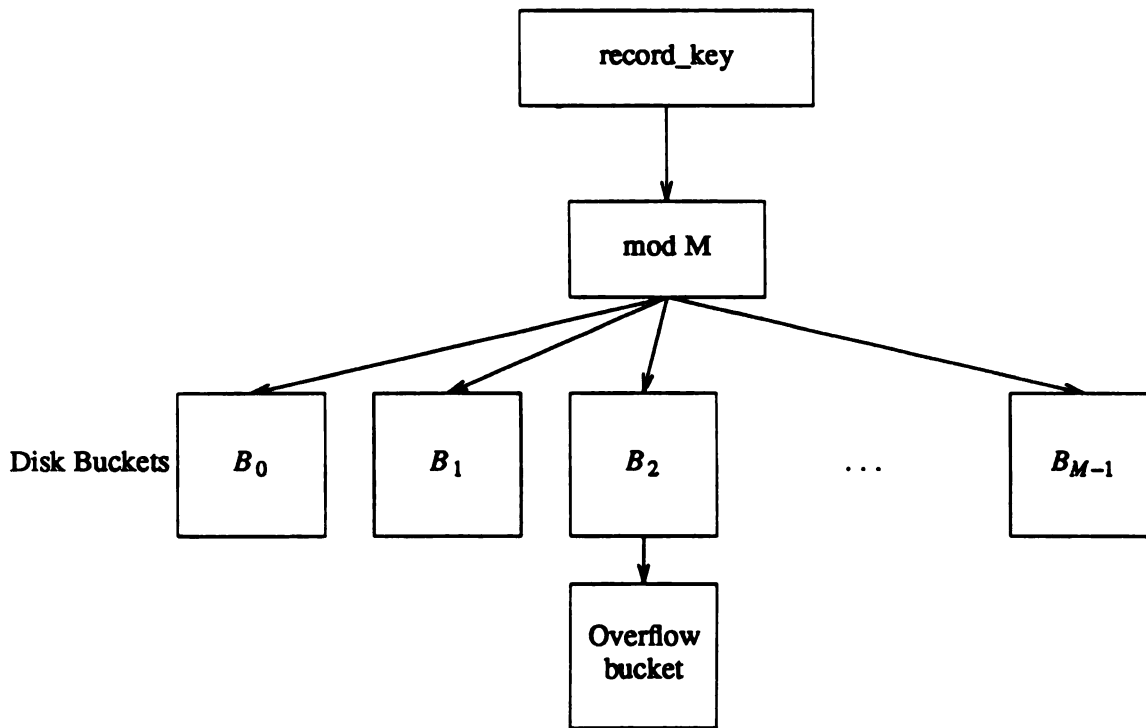 record_key
mod M
Disk Buckets B0 B1 B2 ... BM−1
Overflow
bucket